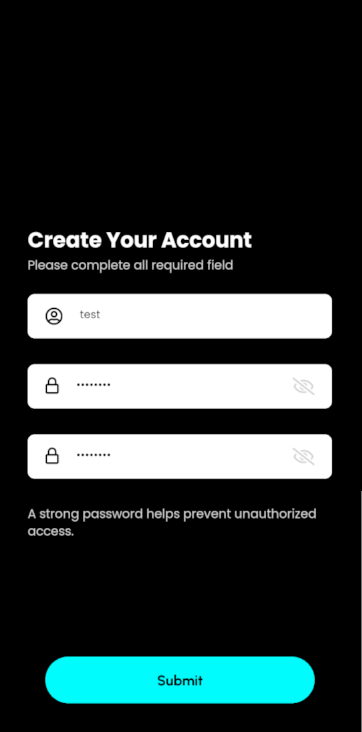 Create Your Account
Please complete all required field
test
••••••••
••••••••
A strong password helps prevent unauthorized
access.
Submit